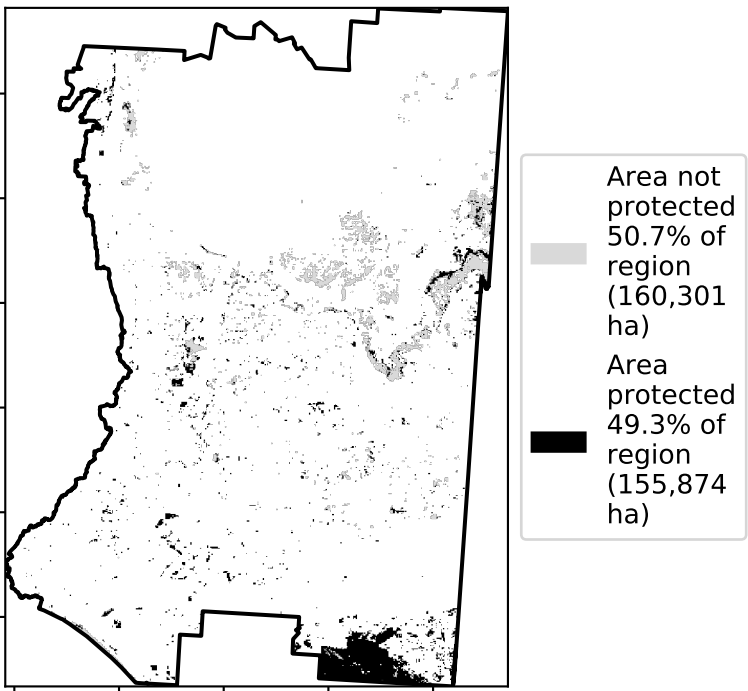 Area not
protected
50.7% of
region
(160,301
ha)
Area
protected
49.3% of
region
(155,874
ha)